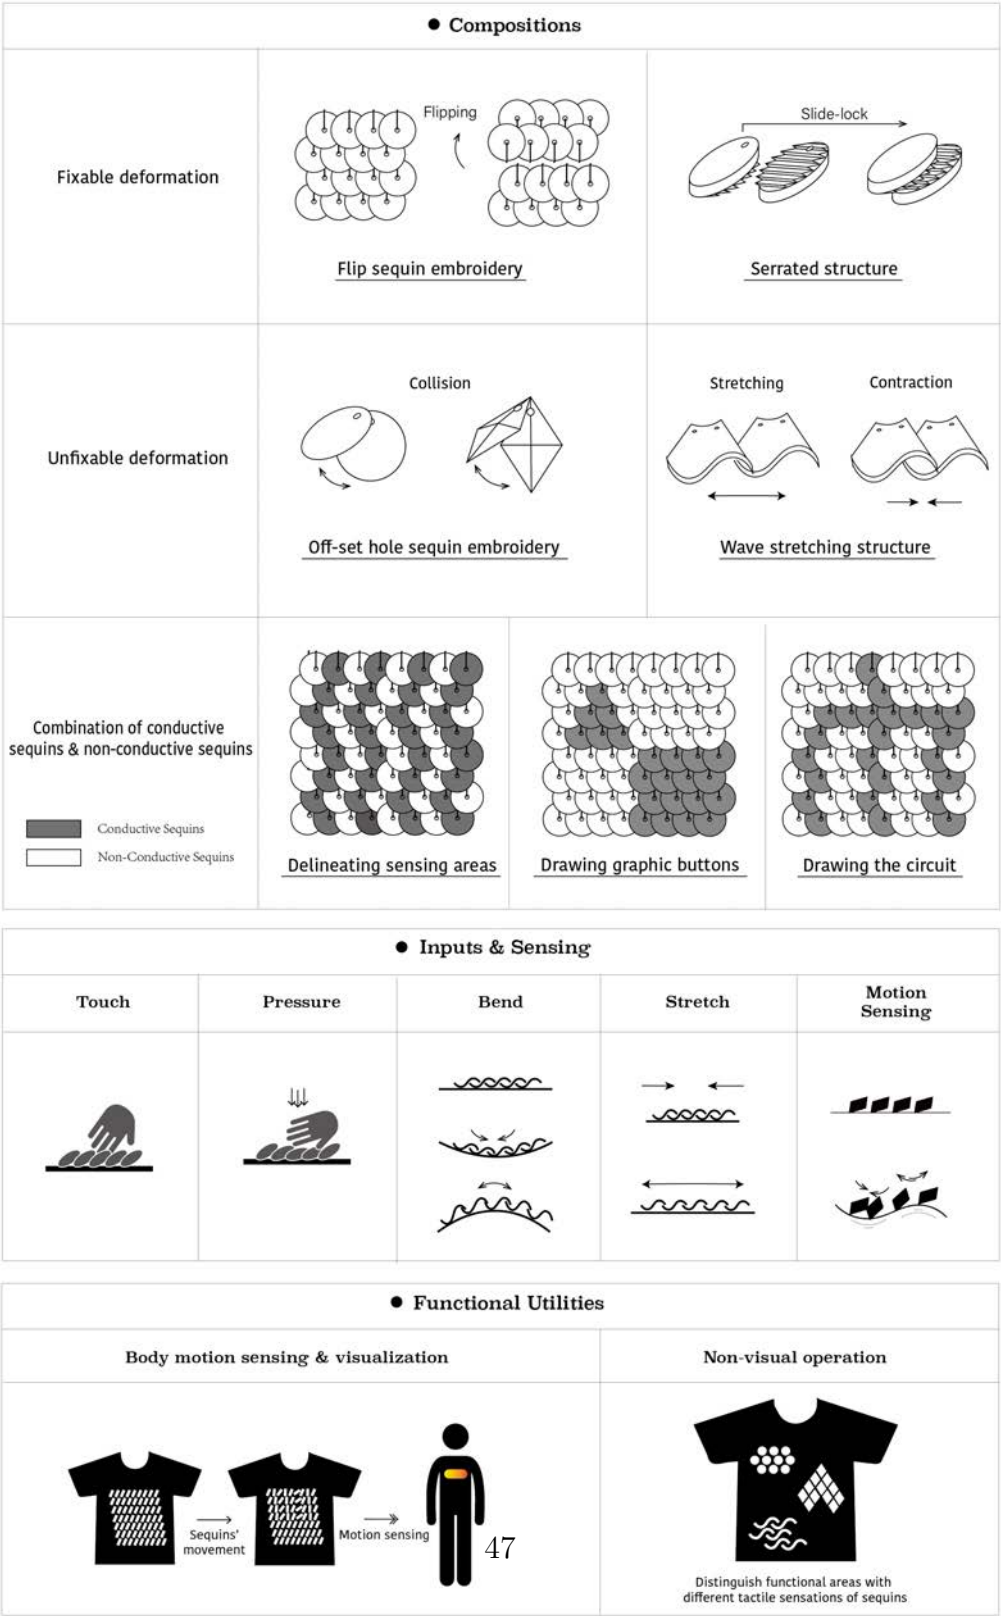 ● Compositions
Fixable deformation
Flipping
Flip sequin embroidery
Slide-lock
Serrated structure
Unfixable deformation
Collision
Off-set hole sequin embroidery
Stretching
Contraction
Wave stretching structure
Combination of conductive
sequins & non-conductive sequins
Conductive Sequins
Non-Conductive Sequins
Delineating sensing areas
Drawing graphic buttons
Drawing the circuit
● Inputs & Sensing
Touch
Pressure
Bend
Stretch
Motion
Sensing
● Functional Utilities
Body motion sensing & visualization
Sequins'
movement
Motion sensing
47
Non-visual operation
Distinguish functional areas with
different tactile sensations of sequins